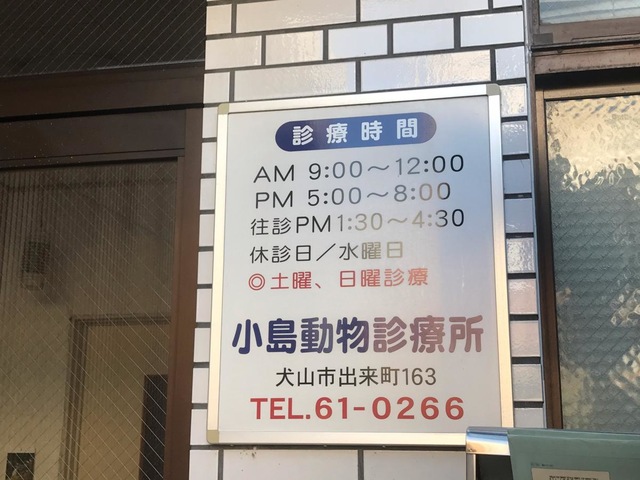 診療時間
AM 9:00〜12:00
PM 5:00〜8:00
往診PM1:30〜4:30
休診日／水曜日
◎土曜、日曜診療
小島動物診療所
犬山市出来町163
TEL.61-0266